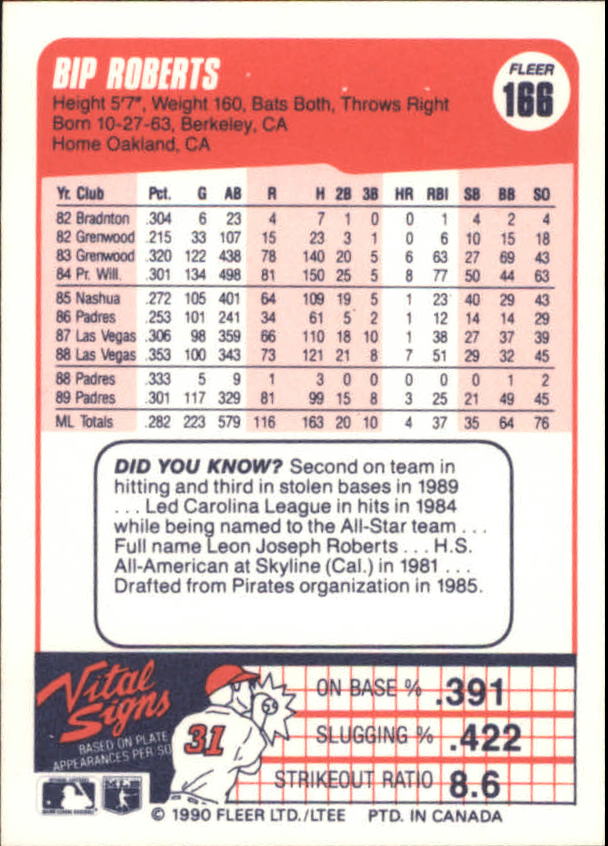 BIP ROBERTS
FLEER
166
Height 5'7", Weight 160, Bats Both, Throws Right
Born 10-27-63, Berkeley, CA
Home Oakland, CA
Yr. Club Pct. G AB R H 2B 3B HR RBI SB BB SO
82 Bradnton .304 6 23 4 7 1 0 0 1 4 2 4
82 Grenwood .215 33 107 15 23 3 1 0 6 10 15 18
83 Grenwood .320 122 438 78 140 20 5 6 63 27 69 43
84 Pr. Will. .301 134 498 81 150 25 5 8 77 50 44 63
85 Nashua .272 105 401 64 109 19 5 1 23 40 29 43
86 Padres .253 101 241 34 61 5 2 1 12 14 14 29
87 Las Vegas .306 98 359 66 110 18 10 1 38 27 37 39
88 Las Vegas .353 100 343 73 121 21 8 7 51 29 32 45
88 Padres .333 5 9 1 3 0 0 0 0 0 1 2
89 Padres .301 117 329 81 99 15 8 3 25 21 49 45
ML Totals .282 223 579 116 163 20 10 4 37 35 64 76
DID YOU KNOW? Second on team in
hitting and third in stolen bases in 1989
. . . Led Carolina League in hits in 1984
while being named to the All-Star team . . .
Full name Leon Joseph Roberts . . . H.S.
All-American at Skyline (Cal.) in 1981 . . .
Drafted from Pirates organization in 1985.
Vital
Signs
BASED ON PLATE
APPEARANCES PER SO
31
ON BASE % .391
SLUGGING % .422
STRIKEOUT RATIO 8.6
© 1990 FLEER LTD./LTEE PTD. IN CANADA